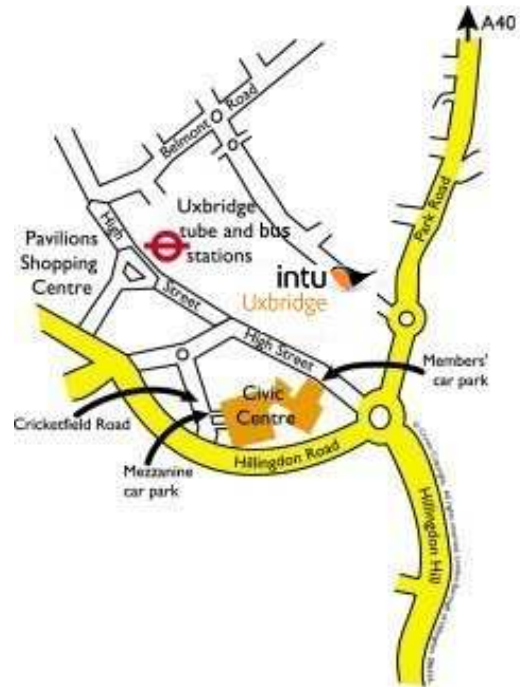 A40
Belmont Road
Park Road
High
Street
Uxbridge
tube and bus
stations
Pavilions
Shopping
Centre
intu
Uxbridge
High Street
Members'
car park
Civic
Centre
Cricketfield Road
Mezzanine
car park
Hillingdon Road
Hillingdon Hill